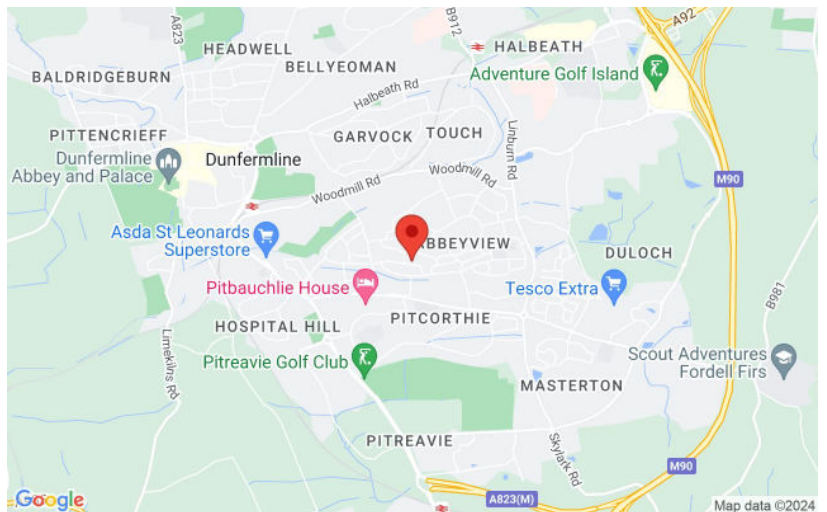 A823
B912
A92
HEADWELL
HALBEATH
BELLYEOMAN
Adventure Golf Island
BALDRIDGEBURN
Halbeath Rd
PITTENCRIEFF
GARVOCK
TOUCH
Linburn Rd
Dunfermline
Abbey and Palace
Dunfermline
Woodmill Rd
Woodmill Rd
M90
Asda St Leonards
Superstore
ABBEYVIEW
DULOCH
Pitbauchlie House
Tesco Extra
B981
HOSPITAL HILL
PITCORTHIE
Limekilns Rd
Pitreavie Golf Club
Scout Adventures
Fordell Firs
MASTERTON
PITREAVIE
Skylark Rd
M90
A823(M)
Google
Map data ©2024